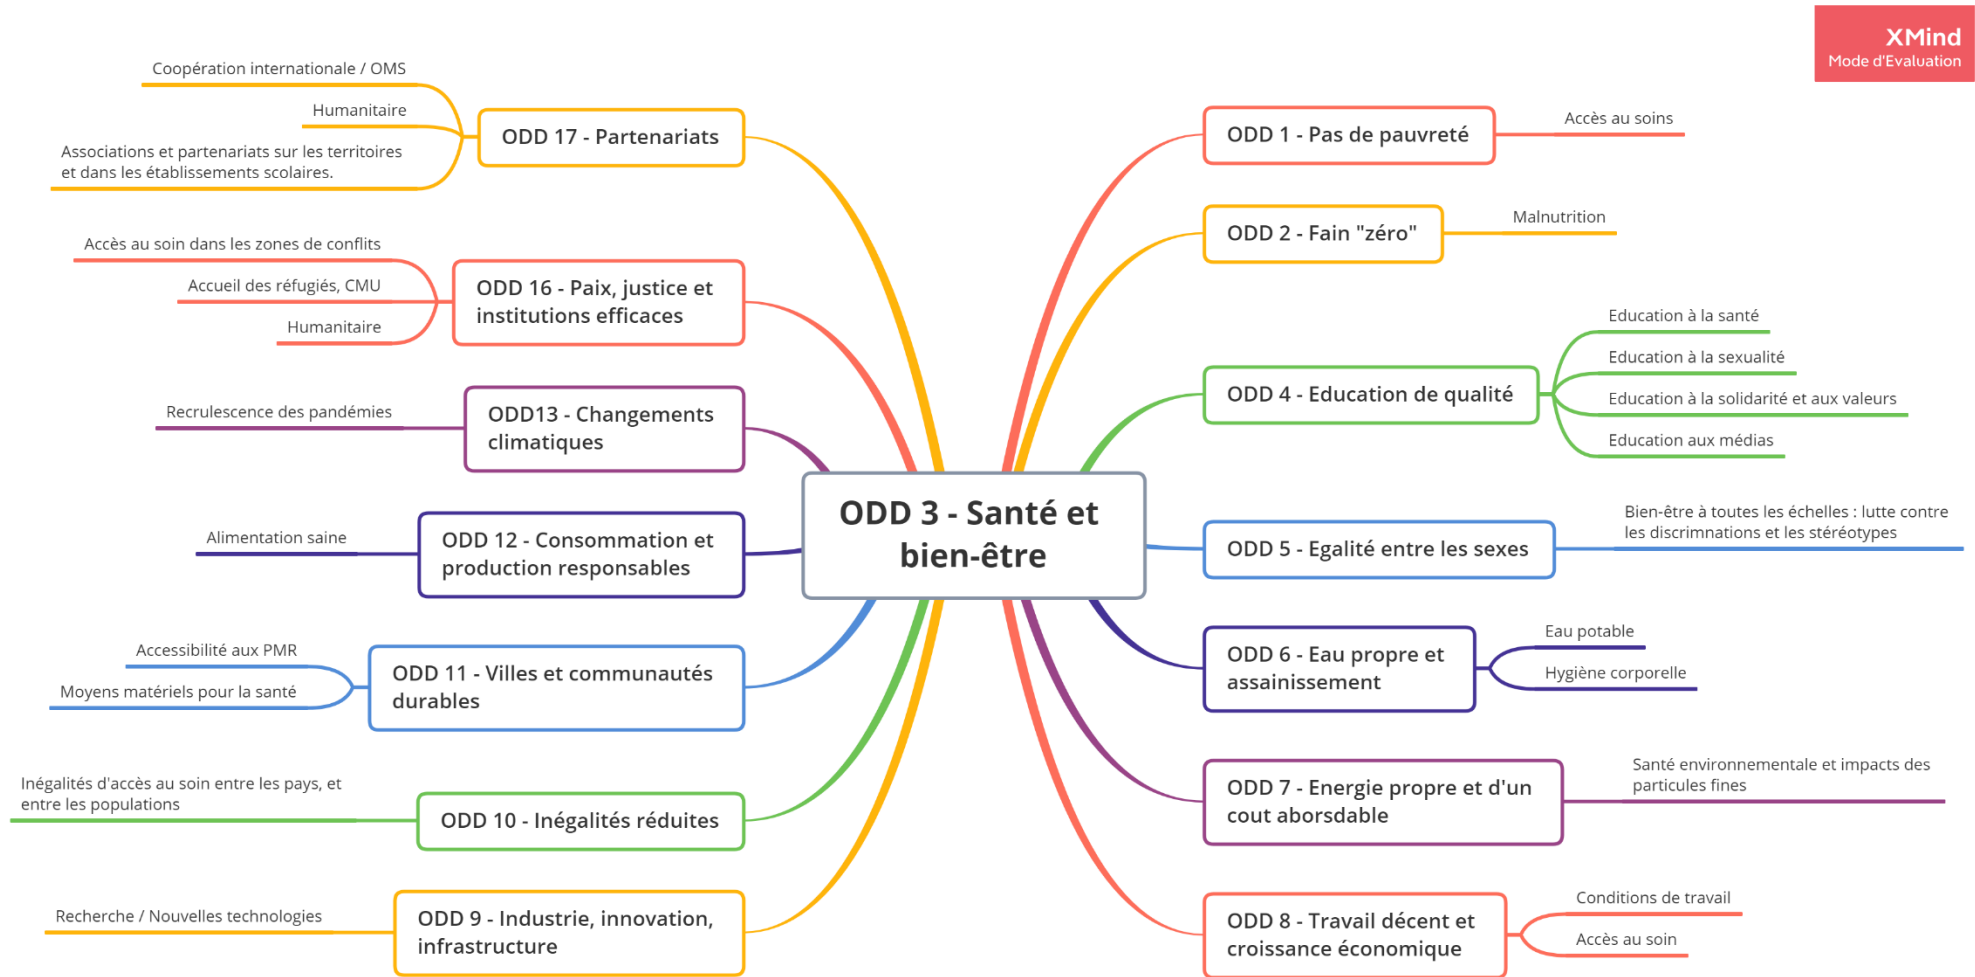 XMind
Mode d'Evaluation
ODD 3 - Santé et
bien-être
ODD 1 - Pas de pauvreté
Accès au soins
ODD 2 - Fain "zéro"
Malnutrition
ODD 4 - Education de qualité
Education à la santé
Education à la sexualité
Education à la solidarité et aux valeurs
Education aux médias
ODD 5 - Egalité entre les sexes
Bien-être à toutes les échelles : lutte contre
les discrimnations et les stéréotypes
ODD 6 - Eau propre et
assainissement
Eau potable
Hygiène corporelle
ODD 7 - Energie propre et d'un
cout aborsdable
Santé environnementale et impacts des
particules fines
ODD 8 - Travail décent et
croissance économique
Conditions de travail
Accès au soin
ODD 17 - Partenariats
Coopération internationale / OMS
Humanitaire
Associations et partenariats sur les territoires
et dans les établissements scolaires.
ODD 16 - Paix, justice et
institutions efficaces
Accès au soin dans les zones de conflits
Accueil des réfugiés, CMU
Humanitaire
ODD13 - Changements
climatiques
Recrulescence des pandémies
ODD 12 - Consommation et
production responsables
Alimentation saine
ODD 11 - Villes et communautés
durables
Accessibilité aux PMR
Moyens matériels pour la santé
ODD 10 - Inégalités réduites
Inégalités d'accès au soin entre les pays, et
entre les populations
ODD 9 - Industrie, innovation,
infrastructure
Recherche / Nouvelles technologies